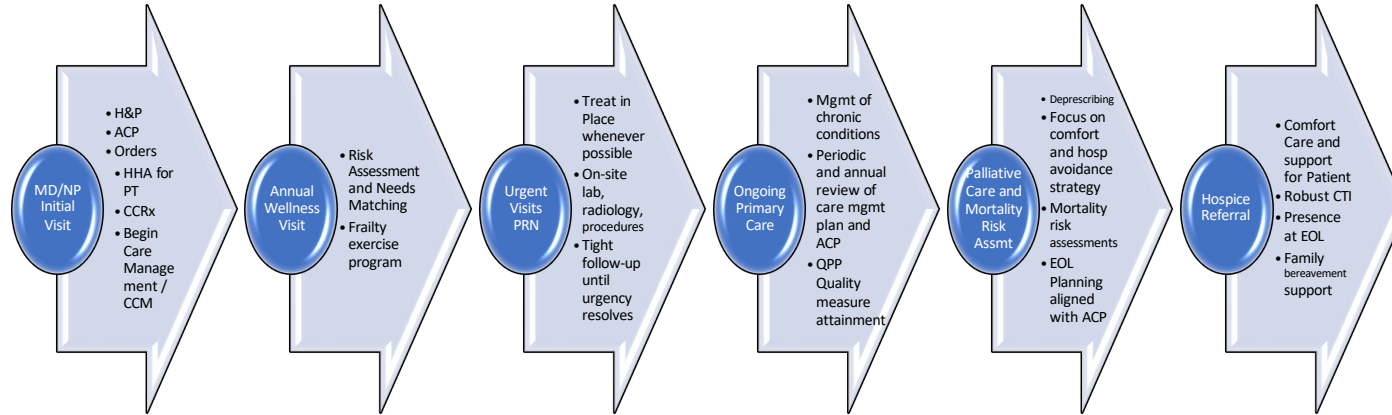 MD/NP
Initial
Visit
• H&P
• ACP
• Orders
• HHA for
PT
• CCRx
• Begin
Care
Manage
ment /
CCM
Annual
Wellness
Visit
• Risk
Assessment
and Needs
Matching
• Frailty
exercise
program
Urgent
Visits
PRN
• Treat in
Place
whenever
possible
• On-site
lab,
radiology,
procedures
• Tight
follow-up
until
urgency
resolves
Ongoing
Primary
Care
• Mgmt of
chronic
conditions
• Periodic
and annual
review of
care mgmt
plan and
ACP
• QPP
Quality
measure
attainment
Palliative
Care and
Mortality
Risk
Assmt
• Deprescribing
• Focus on
comfort
and hosp
avoidance
strategy
• Mortality
risk
assessments
• EOL
Planning
aligned
with ACP
Hospice
Referral
• Comfort
Care and
support
for Patient
• Robust CTI
• Presence
at EOL
• Family
bereavement
support